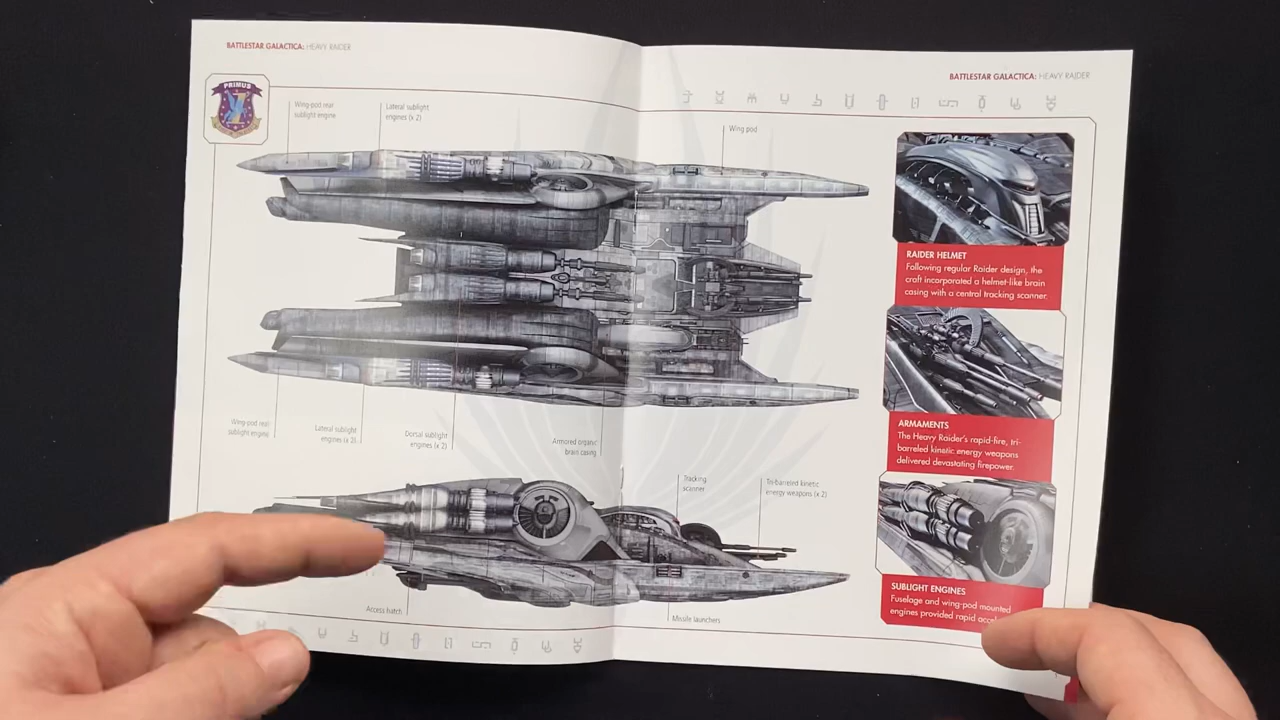 BATTLESTAR GALACTICA: HEAVY RAIDER
PRIMUS
Wing-pod rear
sublight engine
Lateral sublight
engines (x 2)
Wing-pod rear
sublight engine
Lateral sublight
engines (x 2)
Dorsal sublight
engines (x 2)
Armored organic
brain casing
Access hatch
BATTLESTAR GALACTICA: HEAVY RAIDER
Wing pod
Tracking
scanner
Tri-barreled kinetic
energy weapons (x 2)
Missile launchers
RAIDER HELMET
Following regular Raider design, the
craft incorporated a helmet-like brain
casing with a central tracking scanner.
ARMAMENTS
The Heavy Raider's rapid-fire, tri-
barreled kinetic energy weapons
delivered devastating firepower.
SUBLIGHT ENGINES
Fuselage and wing-pod mounted
engines provided rapid